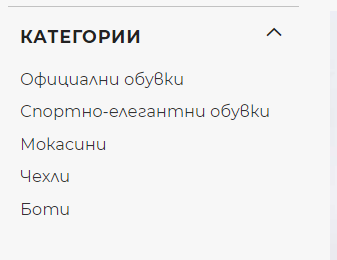 КАТЕГОРИИ
Официални обувки
Спортно-елегантни обувки
Мокасини
Чехли
Боти